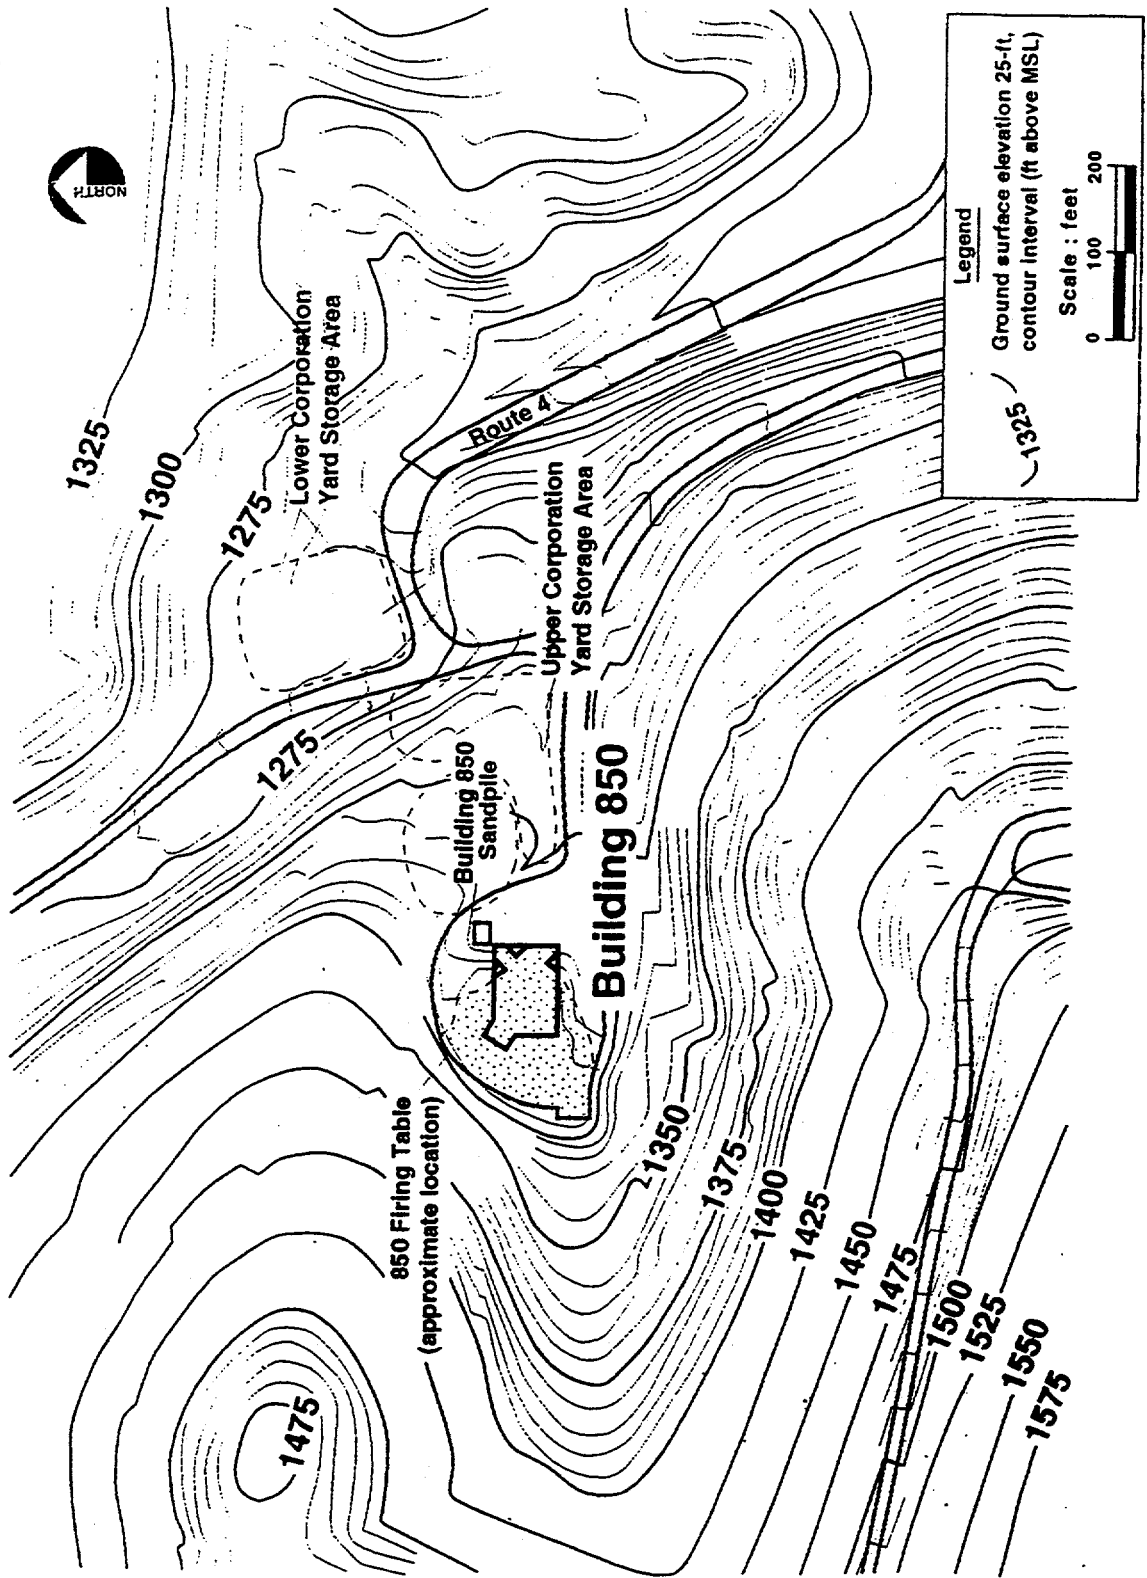 NORTH
1325
1300
1275
Lower Corporation
Yard Storage Area
Route 4
1275
Upper Corporation
Yard Storage Area
Building 850
Sandpile
Building 850
850 Firing Table
(approximate location)
1475
1350
1375
1400
1425
1450
1475
1500
1525
1550
1575
Legend
1325
Ground surface elevation 25-ft,
contour interval (ft above MSL)
Scale : feet
0 100 200